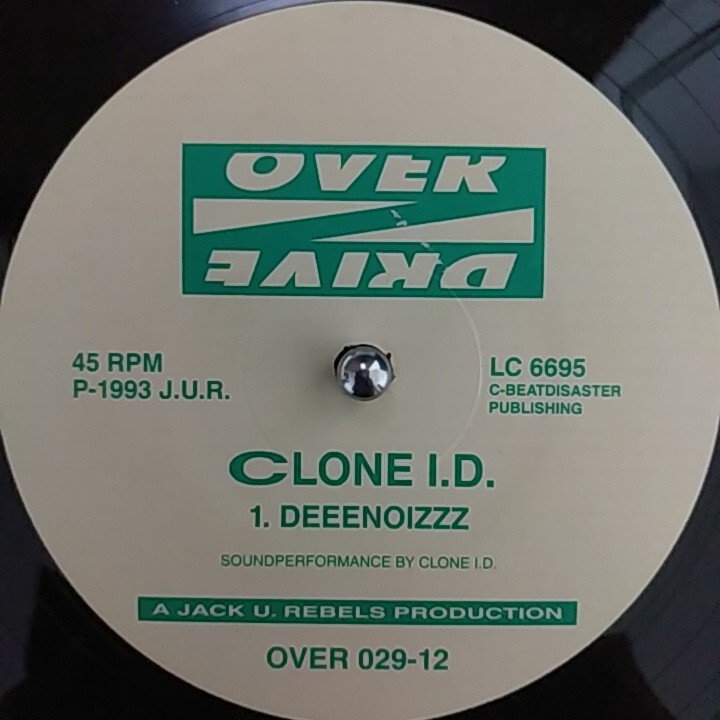 OVER
DRIVE
45 RPM
P-1993 J.U.R.
LC 6695
C-BEATDISASTER
PUBLISHING
CLONE I.D.
1. DEEENOIZZZ
SOUNDPERFORMANCE BY CLONE I.D.
A JACK U. REBELS PRODUCTION
OVER 029-12